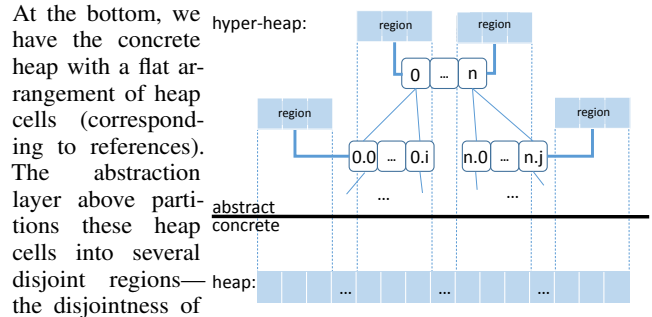 At the bottom, we
have the concrete
heap with a flat ar-
rangement of heap
cells (correspond-
ing to references).
The abstraction
layer above parti-
tions these heap
cells into several
disjoint regions—
the disjointness of
hyper-heap:
region region
0 ... n
region region
0.0 ... 0.i n.0 ... n.j
... ...
abstract
concrete
heap:
... ... ...